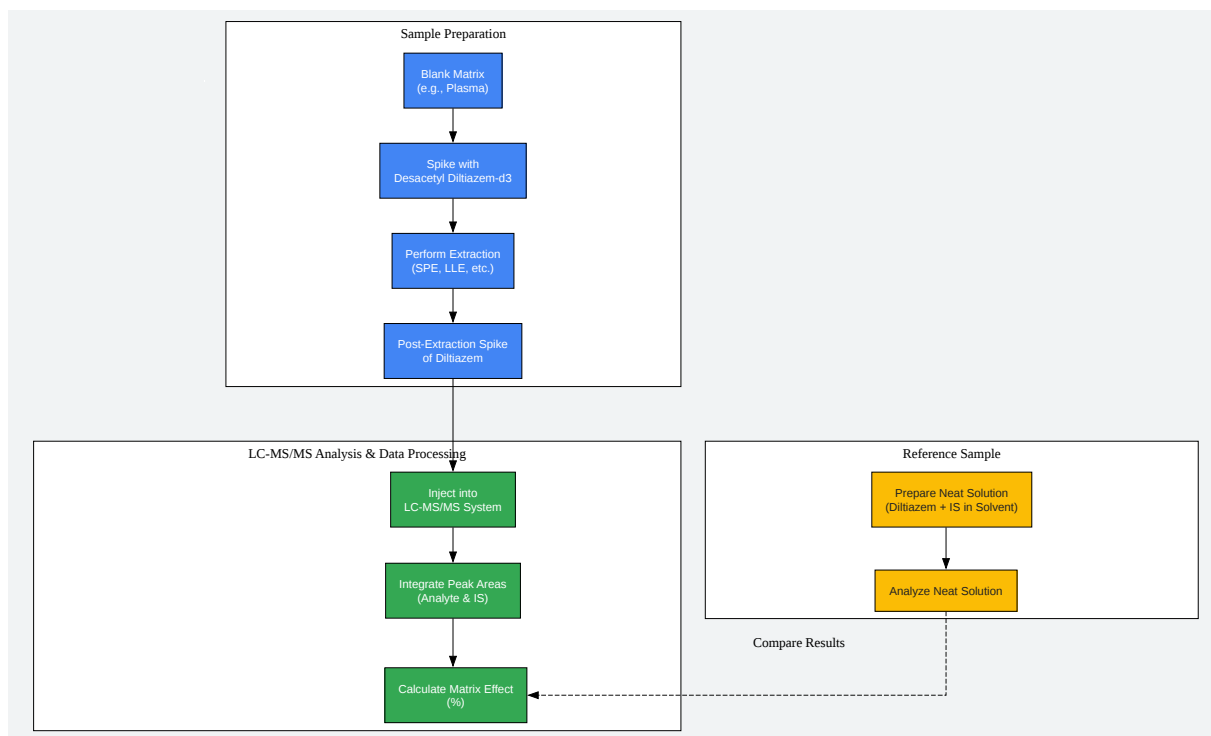 Sample Preparation
Blank Matrix
(e.g., Plasma)
Spike with
Desacetyl Diltiazem-d3
Perform Extraction
(SPE, LLE, etc.)
Post-Extraction Spike
of Diltiazem
LC-MS/MS Analysis & Data Processing
Inject into
LC-MS/MS System
Integrate Peak Areas
(Analyte & IS)
Calculate Matrix Effect
(%)
Reference Sample
Prepare Neat Solution
(Diltiazem + IS in Solvent)
Analyze Neat Solution
Compare Results